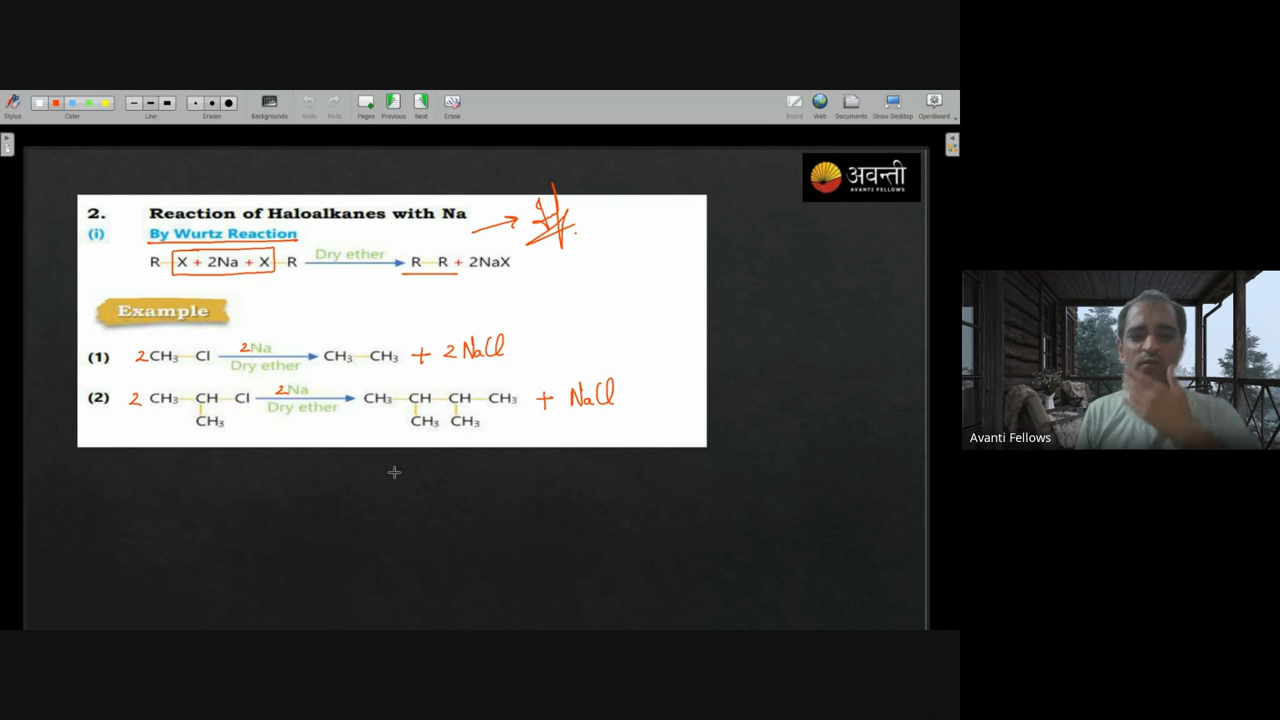 Stylus Color Line Eraser Backgrounds Undo Redo Pages Previous Next Erase Board Web Documents Show Desktop OpenBoard
अवन्ती
AVANTI FELLOWS
2. Reaction of Haloalkanes with Na
(i) By Wurtz Reaction
R X + 2Na + X R Dry ether R R + 2NaX
Example
(1) 2CH₃ Cl 2Na Dry ether CH₃ CH₃ + 2NaCl
(2) 2 CH₃ CH Cl 2Na Dry ether CH₃ CH CH CH₃ + NaCl
CH₃ CH₃ CH₃
Avanti Fellows